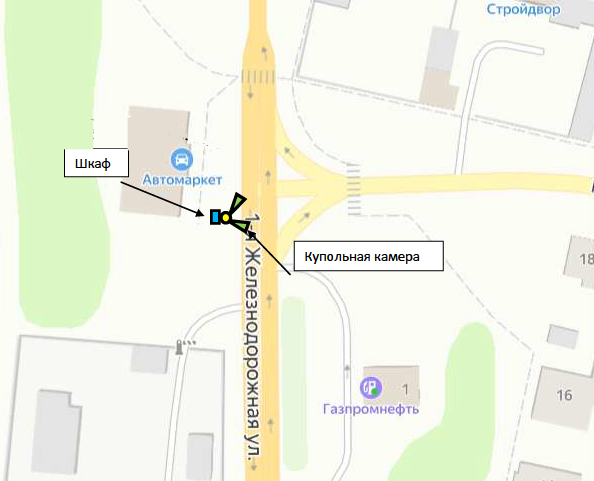 Стройдвор
Шкаф
Автомаркет
1-я Железнодорожная ул.
Купольная камера
18
1
Газпромнефть
16